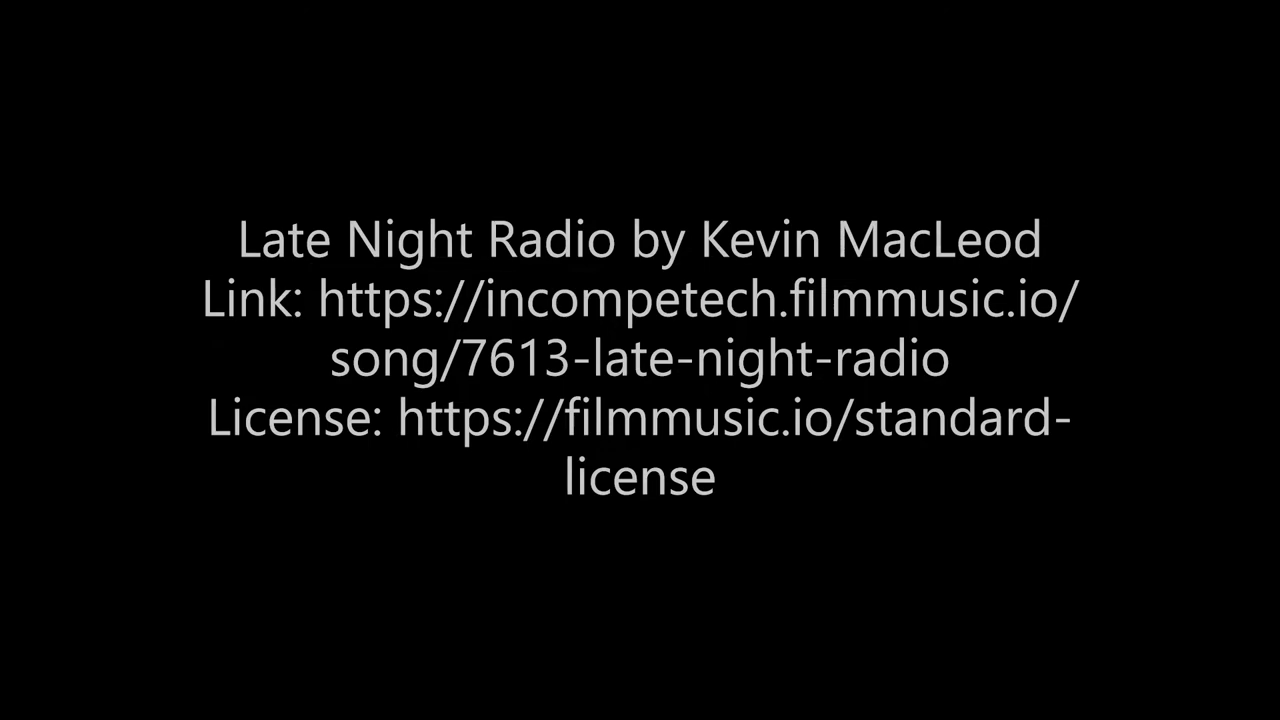 Late Night Radio by Kevin MacLeod
Link: https://incompetech.filmmusic.io/
song/7613-late-night-radio
License: https://filmmusic.io/standard-
license